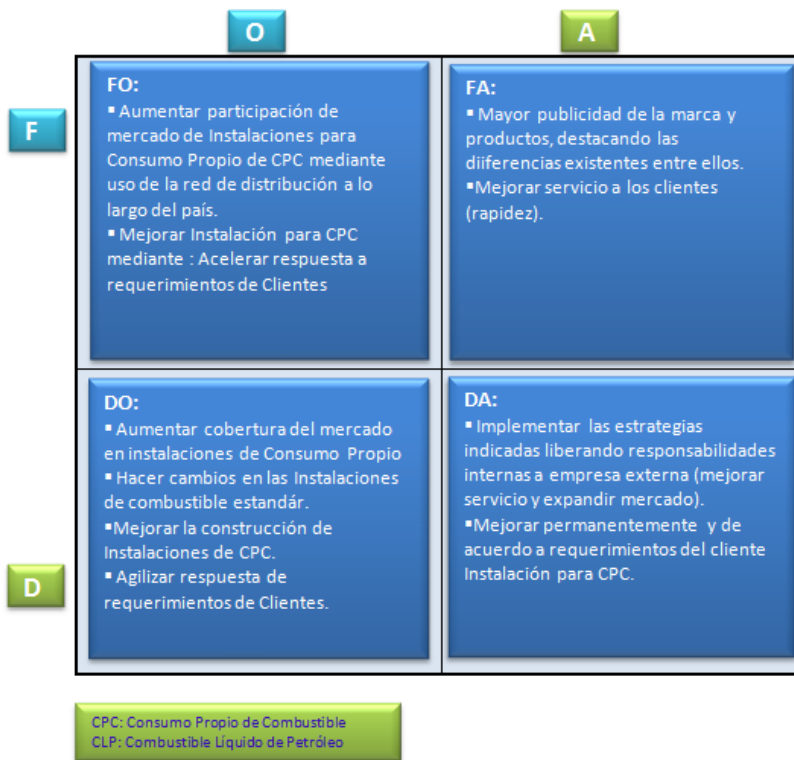 O
A
F
FO:
▪ Aumentar participación de
mercado de Instalaciones para
Consumo Propio de CPC mediante
uso de la red de distribución a lo
largo del país.
▪ Mejorar Instalación para CPC
mediante : Acelerar respuesta a
requerimientos de Clientes
FA:
▪ Mayor publicidad de la marca y
productos, destacando las
diiferencias existentes entre ellos.
▪Mejorar servicio a los clientes
(rapidez).
D
DO:
▪ Aumentar cobertura del mercado
en instalaciones de Consumo Propio
▪ Hacer cambios en las Instalaciones
de combustible estandár.
▪Mejorar la construcción de
Instalaciones de CPC.
▪ Agilizar respuesta de
requerimientos de Clientes.
DA:
▪ Implementar las estrategias
indicadas liberando responsabilidades
internas a empresa externa (mejorar
servicio y expandir mercado).
▪Mejorar permanentemente y de
acuerdo a requerimientos del cliente
Instalación para CPC.
CPC: Consumo Propio de Combustible
CLP: Combustible Líquido de Petróleo